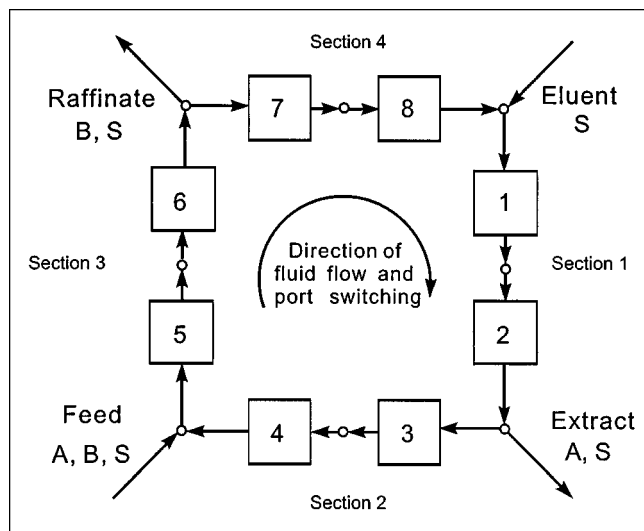 Section 4
Raffinate
B, S
7
8
Eluent
S
6
1
Section 3
Direction of
fluid flow and
port switching
Section 1
5
2
Feed
A, B, S
4
3
Extract
A, S
Section 2